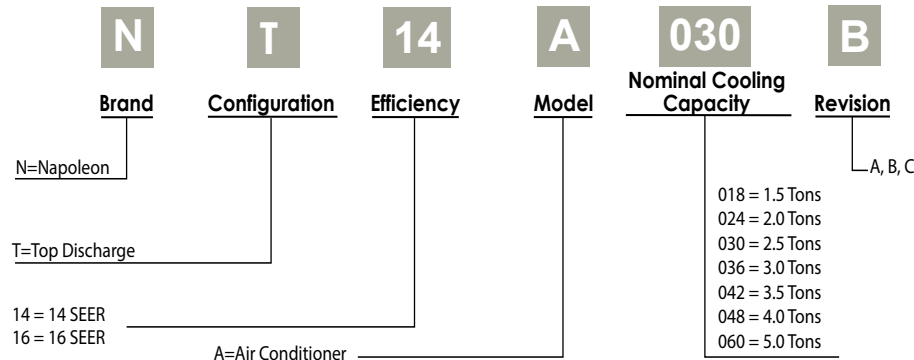 N T 14 A 030 B
Brand Configuration Efficiency Model Nominal Cooling Capacity Revision
N=Napoleon
A, B, C
T=Top Discharge
14 = 14 SEER
16 = 16 SEER
A=Air Conditioner
018 = 1.5 Tons
024 = 2.0 Tons
030 = 2.5 Tons
036 = 3.0 Tons
042 = 3.5 Tons
048 = 4.0 Tons
060 = 5.0 Tons